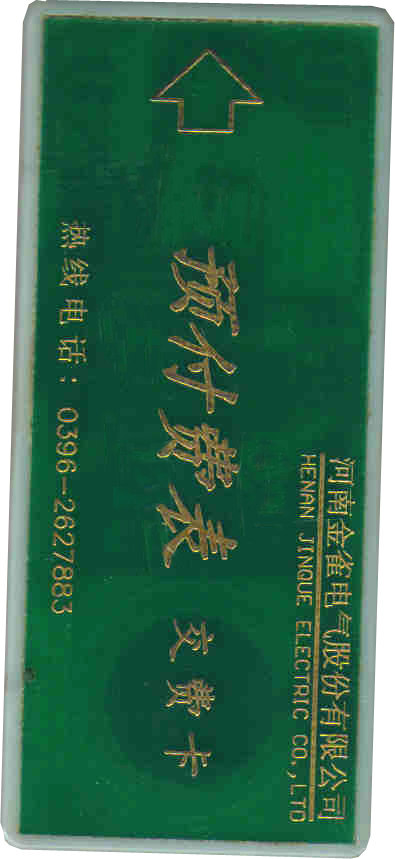 河南金雀电气股份有限公司
HENAN JINQUE ELECTRIC CO.,LTD
预付费表 交费卡
热线电话：0396-2627883